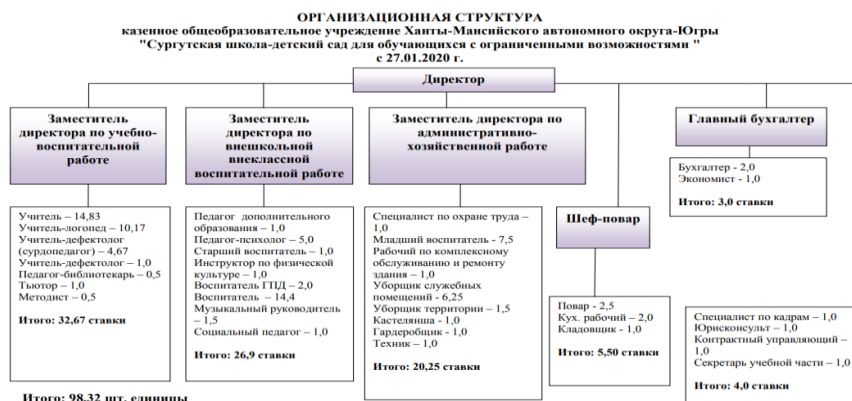 ОРГАНИЗАЦИОННАЯ СТРУКТУРА
казенное общеобразовательное учреждение Ханты-Мансийского автономного округа-Югры
"Сургутская школа-детский сад для обучающихся с ограниченными возможностями "
с 27.01.2020 г.
Директор
Заместитель
директора по учебно-
воспитательной
работе
Заместитель
директора по
внешкольной
внеклассной
воспитательной работе
Заместитель директора по
административно-
хозяйственной работе
Главный бухгалтер
Шеф-повар
Учитель – 14,83
Учитель-логопед – 10,17
Учитель-дефектолог
(сурдопедагог) – 4,67
Учитель-дефектолог – 1,0
Педагог-библиотекарь – 0,5
Тьютор – 1,0
Методист – 0,5
Итого: 32,67 ставки
Педагог дополнительного
образования – 1,0
Педагог-психолог – 5,0
Старший воспитатель – 1,0
Инструктор по физической
культуре – 1,0
Воспитатель ГПД – 2,0
Воспитатель – 14,4
Музыкальный руководитель
– 1,5
Социальный педагог – 1,0
Итого: 26,9 ставки
Специалист по охране труда –
1,0
Младший воспитатель - 7,5
Рабочий по комплексному
обслуживанию и ремонту
здания – 1,0
Уборщик служебных
помещений - 6,25
Уборщик территории – 1,5
Кастелянша - 1,0
Гардеробщик – 1,0
Техник – 1,0
Итого: 20,25 ставки
Повар - 2,5
Кух. рабочий – 2,0
Кладовщик - 1,0
Итого: 5,50 ставки
Бухгалтер - 2,0
Экономист - 1,0
Итого: 3,0 ставки
Специалист по кадрам – 1,0
Юрисконсульт – 1,0
Контрактный управляющий –
1,0
Секретарь учебной части – 1,0
Итого: 4,0 ставки
Итого: 98,32 шт. единицы